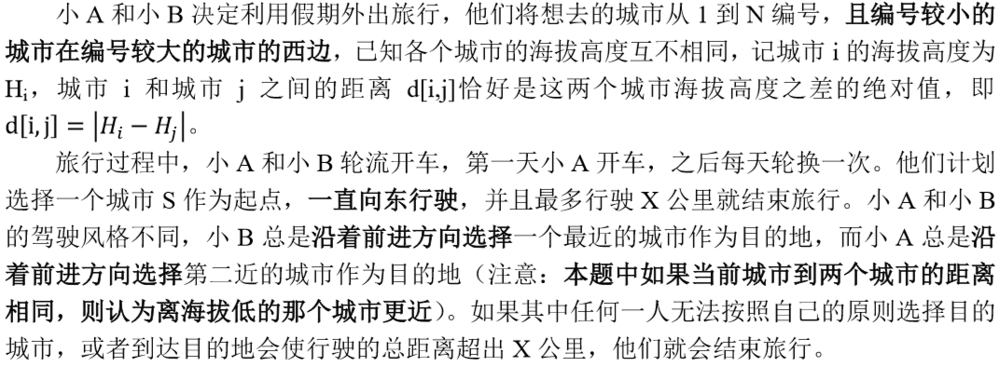 小 A 和小 B 决定利用假期外出旅行，他们将想去的城市从 1 到 N 编号，且编号较小的
城市在编号较大的城市的西边，已知各个城市的海拔高度互不相同，记城市 i 的海拔高度为
Hᵢ，城市 i 和城市 j 之间的距离 d[i,j]恰好是这两个城市海拔高度之差的绝对值，即
d[i, j] = |Hᵢ − Hⱼ|。
旅行过程中，小 A 和小 B 轮流开车，第一天小 A 开车，之后每天轮换一次。他们计划
选择一个城市 S 作为起点，一直向东行驶，并且最多行驶 X 公里就结束旅行。小 A 和小 B
的驾驶风格不同，小 B 总是沿着前进方向选择一个最近的城市作为目的地，而小 A 总是沿
着前进方向选择第二近的城市作为目的地（注意：本题中如果当前城市到两个城市的距离
相同，则认为离海拔低的那个城市更近）。如果其中任何一人无法按照自己的原则选择目的
城市，或者到达目的地会使行驶的总距离超出 X 公里，他们就会结束旅行。